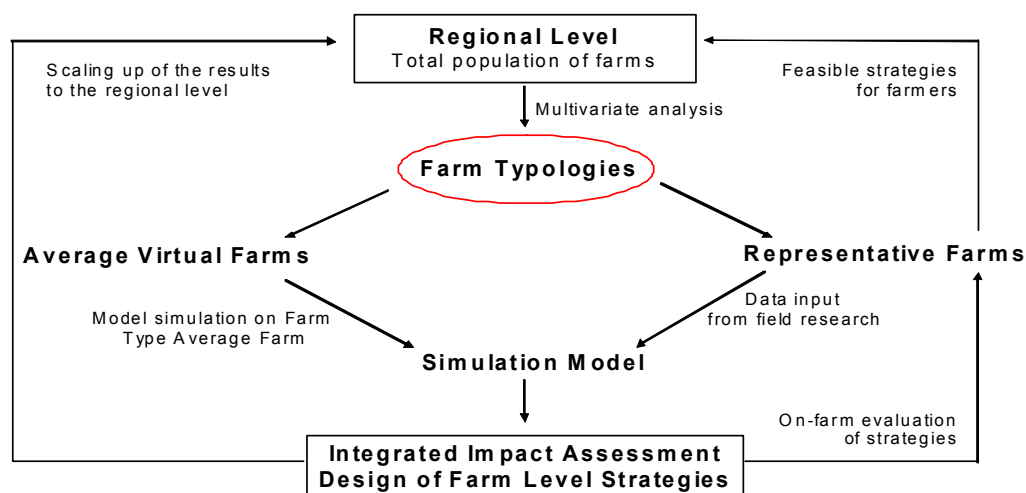 Regional Level
Total population of farms
Scaling up of the results
to the regional level
Feasible strategies
for farmers
Multivariate analysis
Farm Typologies
Average Virtual Farms
Representative Farms
Model simulation on Farm
Type Average Farm
Data input
from field research
Simulation Model
On-farm evaluation
of strategies
Integrated Impact Assessment
Design of Farm Level Strategies